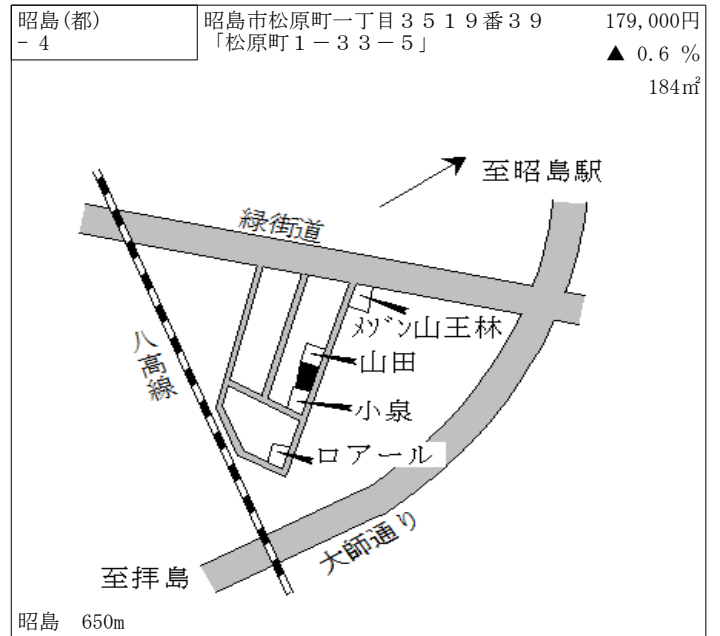 昭島(都)
- 4
昭島市松原町一丁目３５１９番３９
「松原町１－３３－５」
179,000円
▲ 0.6 %
184㎡
至昭島駅
緑街道
ﾒｿﾞﾝ山王林
山田
小泉
ロアール
八高線
大師通り
至拝島
昭島 650m